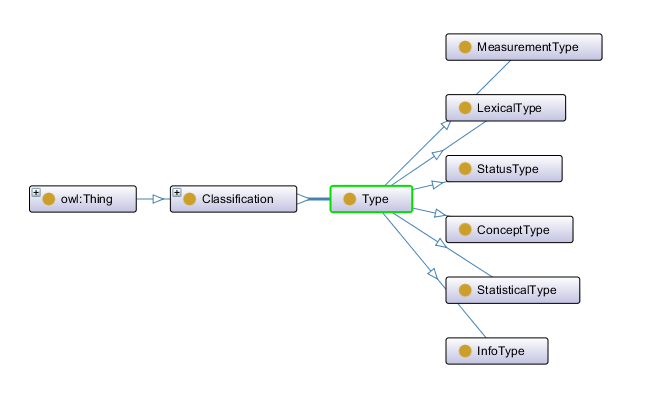 MeasurementType
LexicalType
StatusType
owl:Thing
Classification
Type
ConceptType
StatisticalType
InfoType